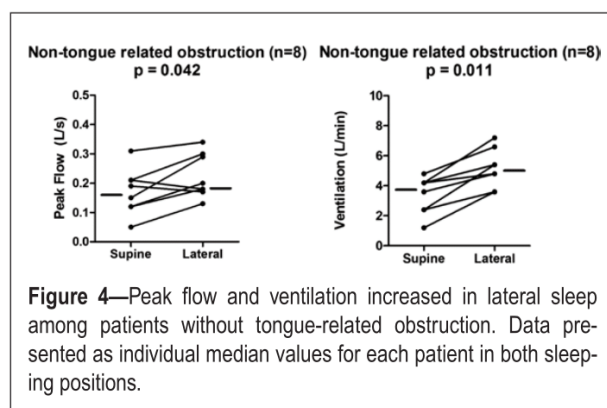 Non-tongue related obstruction (n=8)
p = 0.042
0.5
0.4
0.3
0.2
0.1
0.0
Peak Flow (L/s)
Supine
Lateral
Non-tongue related obstruction (n=8)
p = 0.011
10
8
6
4
2
0
Ventilation (L/min)
Supine
Lateral
Figure 4—Peak flow and ventilation increased in lateral sleep
among patients without tongue-related obstruction. Data pre-
sented as individual median values for each patient in both sleep-
ing positions.